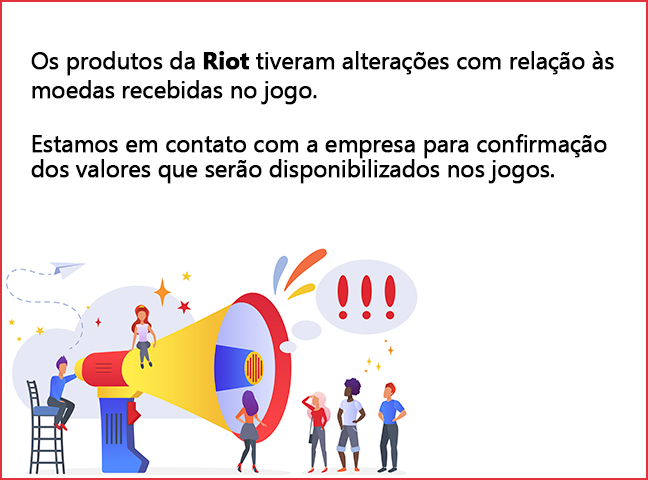 Os produtos da Riot tiveram alterações com relação às
moedas recebidas no jogo.
Estamos em contato com a empresa para confirmação
dos valores que serão disponibilizados nos jogos.
!!!